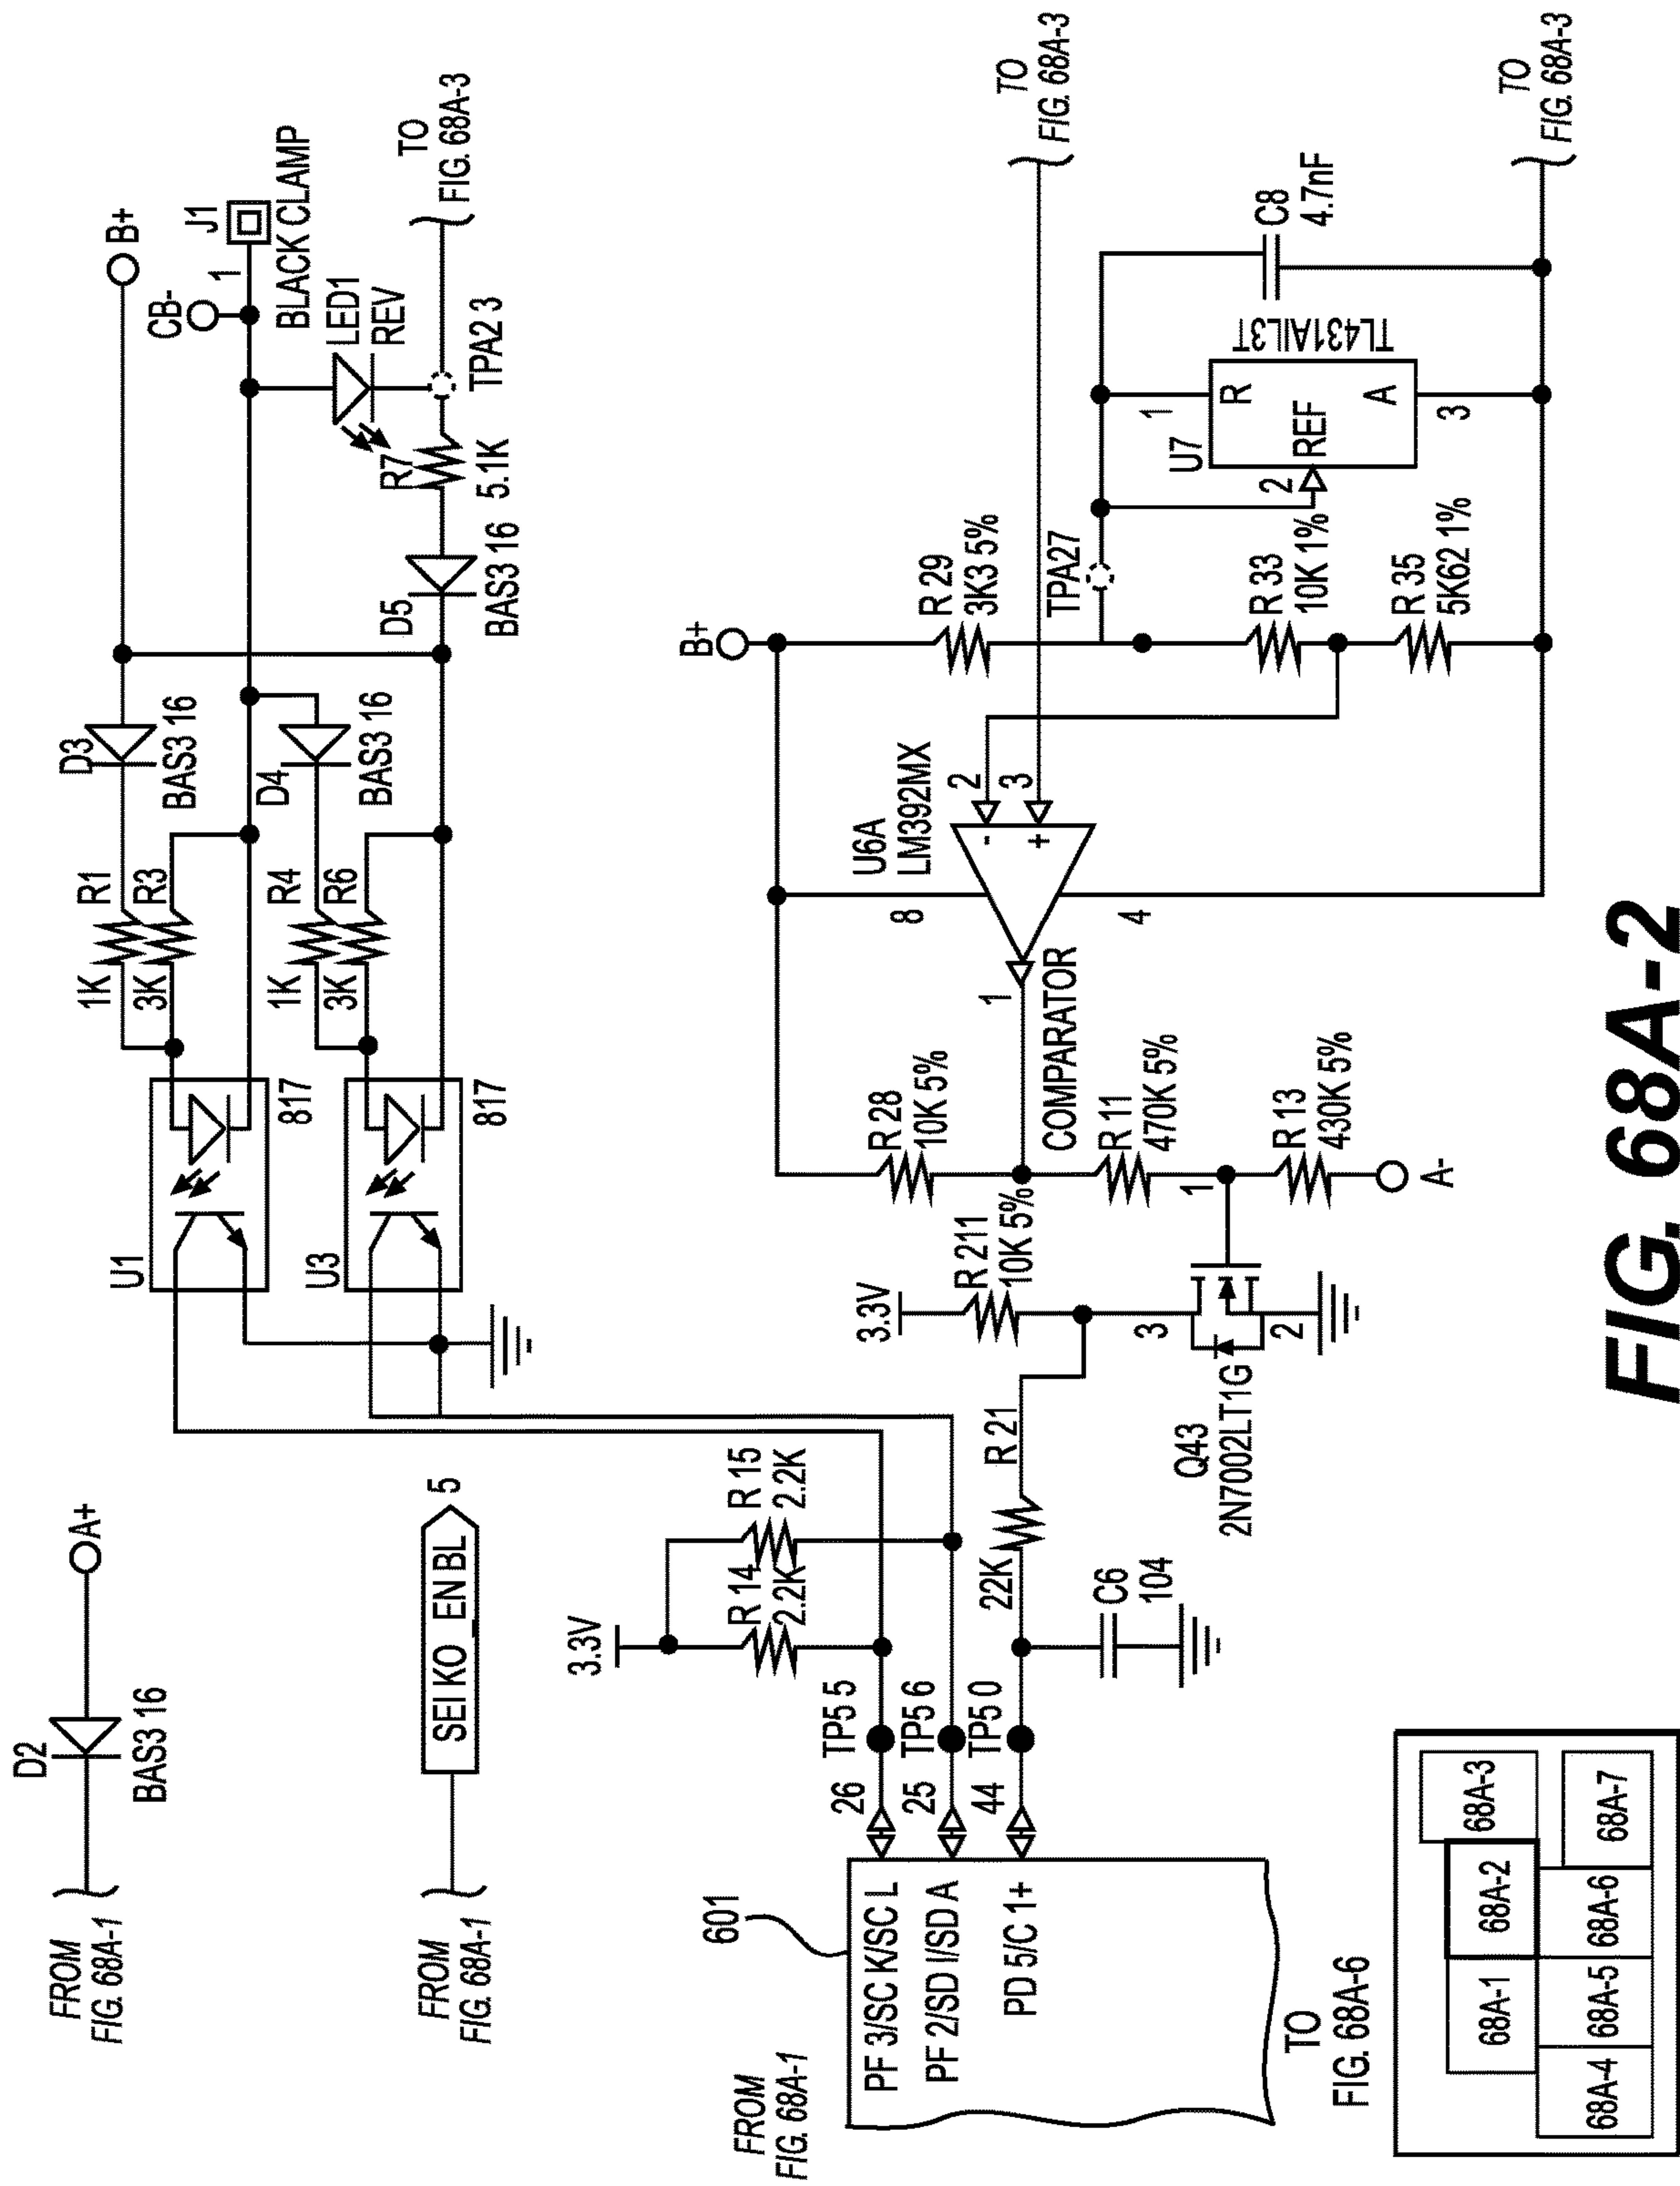 FROM
FIG. 68A-1
D2
BAS3 16
A+
FROM
FIG. 68A-1
SEI KO _EN BL
5
U1
817
U3
817
1K
R1
3K
R3
1K
R4
3K
R6
D3
BAS3 16
D4
BAS3 16
B+
CB-
J1
1
BLACK CLAMP
LED1
REV
D5
BAS3 16
R7
5.1K
TPA2 3
TO
FIG. 68A-3
FROM
FIG. 68A-1
601
PF 3/SC K/SC L
PF 2/SD I/SD A
PD 5/C 1+
26
25
44
TP5 5
TP5 6
TP5 0
3.3V
R 14
2.2K
R 15
2.2K
22K
R 21
C6
104
3.3V
R 211
10K 5%
3
1
2
Q43
2N7002LT1G
R 28
10K 5%
COMPARATOR
R 11
470K 5%
R 13
430K 5%
A-
U6A
LM392MX
8
4
1
2
3
-
+
B+
R 29
3K3 5%
TPA27
R 33
10K 1%
R 35
5K62 1%
U7
1
2
3
R
REF
A
TL431AIL3T
C8
4.7nF
TO
FIG. 68A-3
TO
FIG. 68A-3
TO
FIG. 68A-6
68A-1
68A-2
68A-3
68A-4
68A-5
68A-6
68A-7
FIG. 68A-2